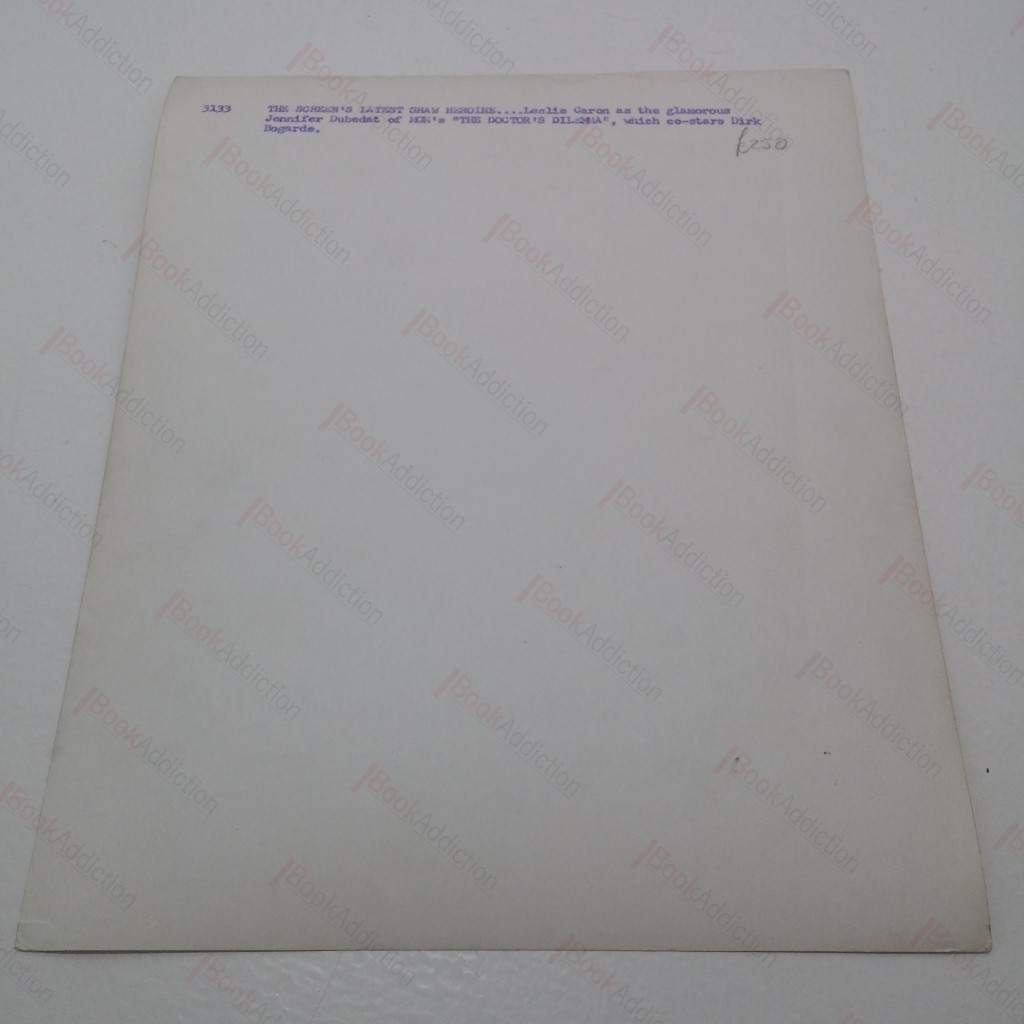 3133 THE SCREEN'S LATEST SHAW HEROINE....Leslie Caron as the glamorous
Jennifer Dubedat of MGM's "THE DOCTOR'S DILEMMA", which co-stars Dirk
Bogarde.
£250
BookAddiction